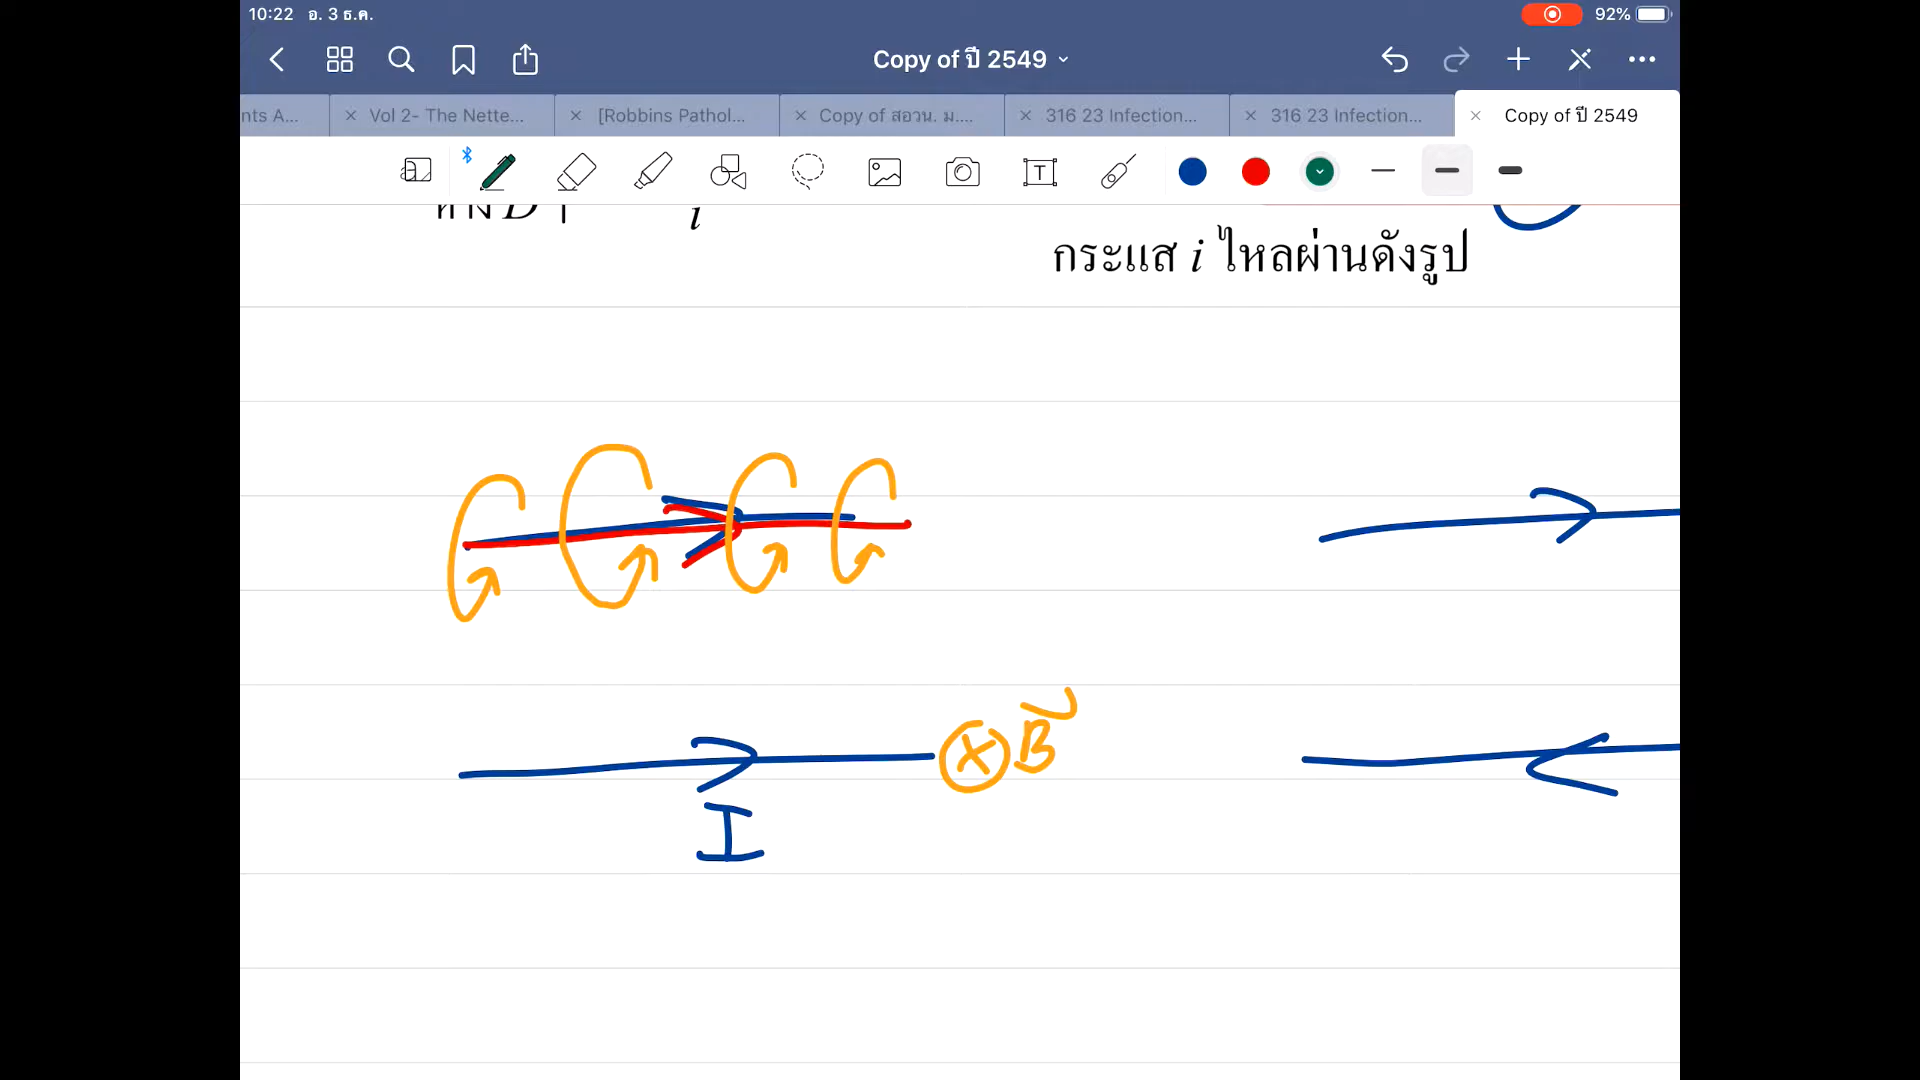 10:22 อ. 3 ธ.ค. 92%
Copy of ปี 2549
nts A... Vol 2- The Nette... [Robbins Pathol... Copy of สอวน. ม.... 316 23 Infection... 316 23 Infection... Copy of ปี 2549
T
i
กระแส i ไหลผ่านดังรูป
B
I